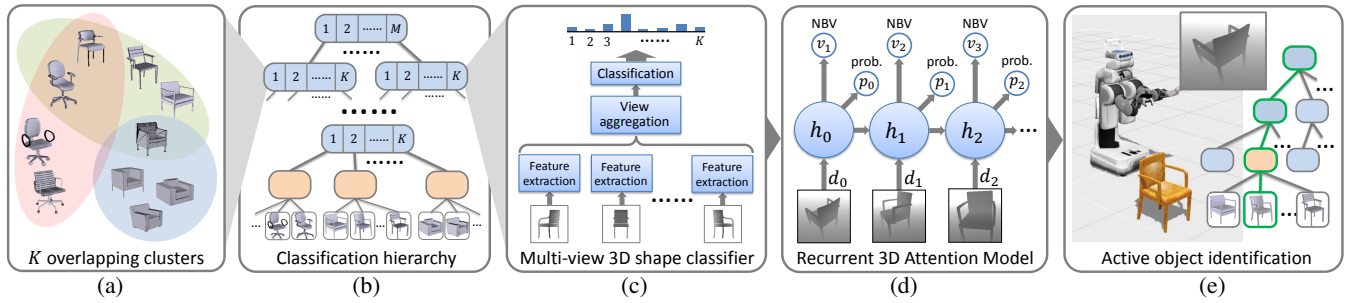 K overlapping clusters
(a)
1 2 ...... M
......
1 2 ...... K 1 2 ...... K
...... ......
......
1 2 ...... K
......
... ... ... ...
Classification hierarchy
(b)
1 2 3 ...... K
Classification
View aggregation
Feature extraction
Feature extraction
......
Feature extraction
Multi-view 3D shape classifier
(c)
NBV NBV NBV
v₁ v₂ v₃
prob. prob. prob.
p₀ p₁ p₂
h₀ h₁ h₂ ...
d₀ d₁ d₂
Recurrent 3D Attention Model
(d)
...
... ...
...
Active object identification
(e)